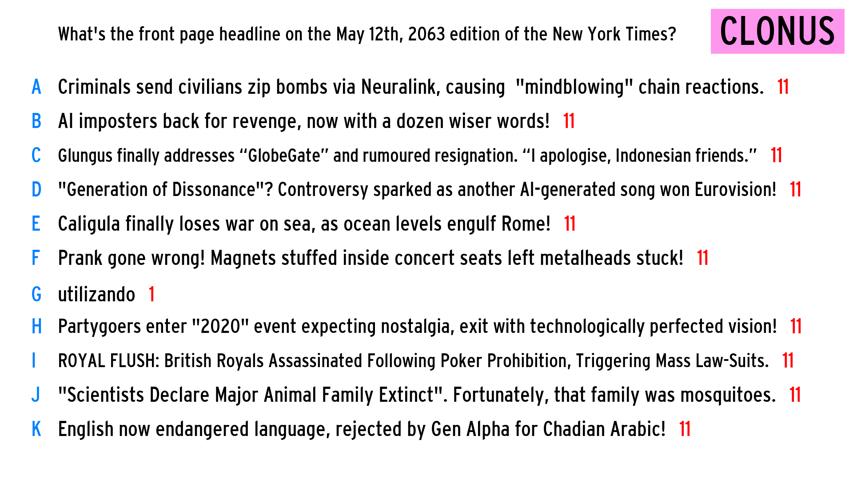 What's the front page headline on the May 12th, 2063 edition of the New York Times? CLONUS
A Criminals send civilians zip bombs via Neuralink, causing "mindblowing" chain reactions. 11
B AI imposters back for revenge, now with a dozen wiser words! 11
C Glungus finally addresses “GlobeGate” and rumoured resignation. “I apologise, Indonesian friends.” 11
D "Generation of Dissonance"? Controversy sparked as another AI-generated song won Eurovision! 11
E Caligula finally loses war on sea, as ocean levels engulf Rome! 11
F Prank gone wrong! Magnets stuffed inside concert seats left metalheads stuck! 11
G utilizando 1
H Partygoers enter "2020" event expecting nostalgia, exit with technologically perfected vision! 11
I ROYAL FLUSH: British Royals Assassinated Following Poker Prohibition, Triggering Mass Law-Suits. 11
J "Scientists Declare Major Animal Family Extinct". Fortunately, that family was mosquitoes. 11
K English now endangered language, rejected by Gen Alpha for Chadian Arabic! 11